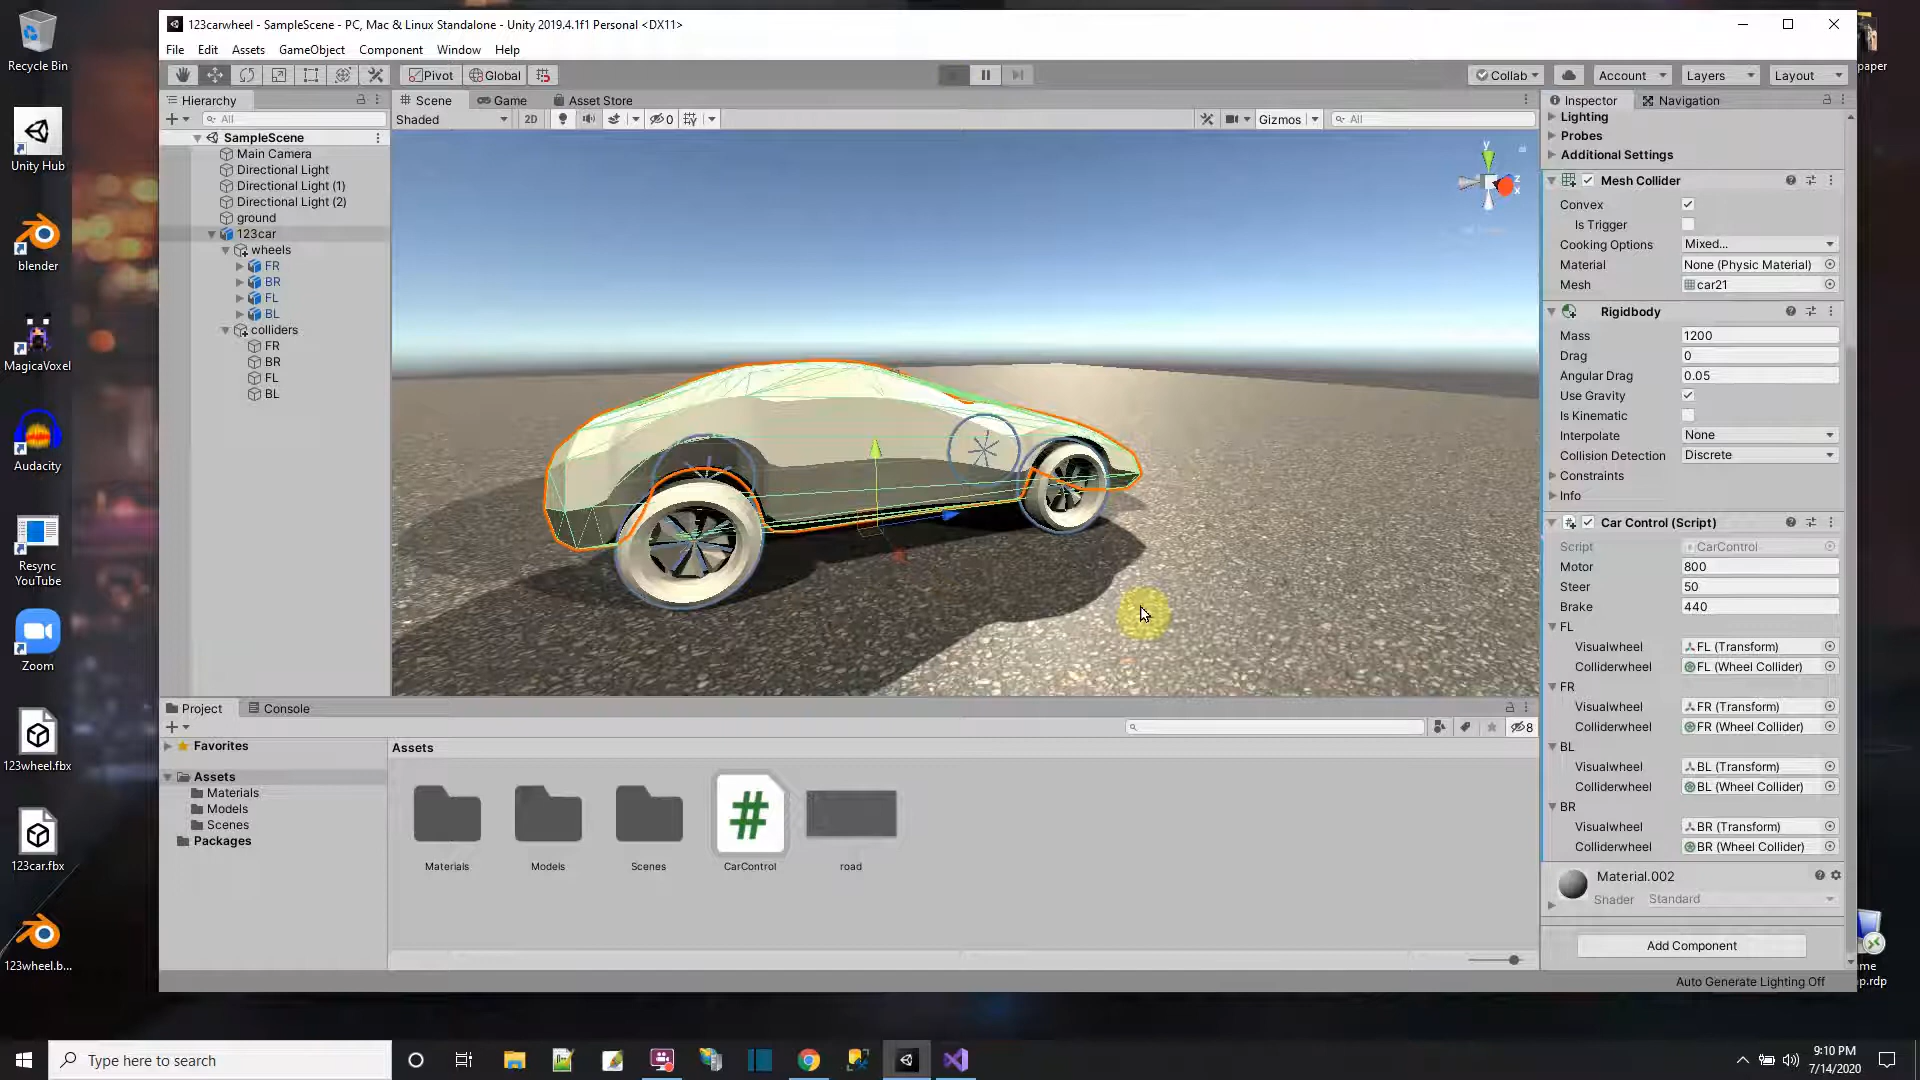 Recycle Bin
Unity Hub
blender
MagicaVoxel
Audacity
Resync
YouTube
Zoom
123wheel.fbx
123car.fbx
123wheel.b...
123carwheel - SampleScene - PC, Mac & Linux Standalone - Unity 2019.4.1f1 Personal <DX11>
File Edit Assets GameObject Component Window Help
Pivot Global
Collab Account Layers Layout
Hierarchy
All
SampleScene
Main Camera
Directional Light
Directional Light (1)
Directional Light (2)
ground
123car
wheels
FR
BR
FL
BL
colliders
FR
BR
FL
BL
Scene Game Asset Store
Shaded 2D 0 Gizmos All
y
z
x
Inspector Navigation
Lighting
Probes
Additional Settings
Mesh Collider
Convex
Is Trigger
Cooking Options Mixed...
Material None (Physic Material)
Mesh car21
Rigidbody
Mass 1200
Drag 0
Angular Drag 0.05
Use Gravity
Is Kinematic
Interpolate None
Collision Detection Discrete
Constraints
Info
Car Control (Script)
Script CarControl
Motor 800
Steer 50
Brake 440
FL
Visualwheel FL (Transform)
Colliderwheel FL (Wheel Collider)
FR
Visualwheel FR (Transform)
Colliderwheel FR (Wheel Collider)
BL
Visualwheel BL (Transform)
Colliderwheel BL (Wheel Collider)
BR
Visualwheel BR (Transform)
Colliderwheel BR (Wheel Collider)
Material.002
Shader Standard
Add Component
Auto Generate Lighting Off
Project Console
8
Favorites
Assets
Materials
Models
Scenes
Packages
Assets
Materials
Models
Scenes
#
CarControl
road
paper
me
p.rdp
Type here to search
9:10 PM
7/14/2020